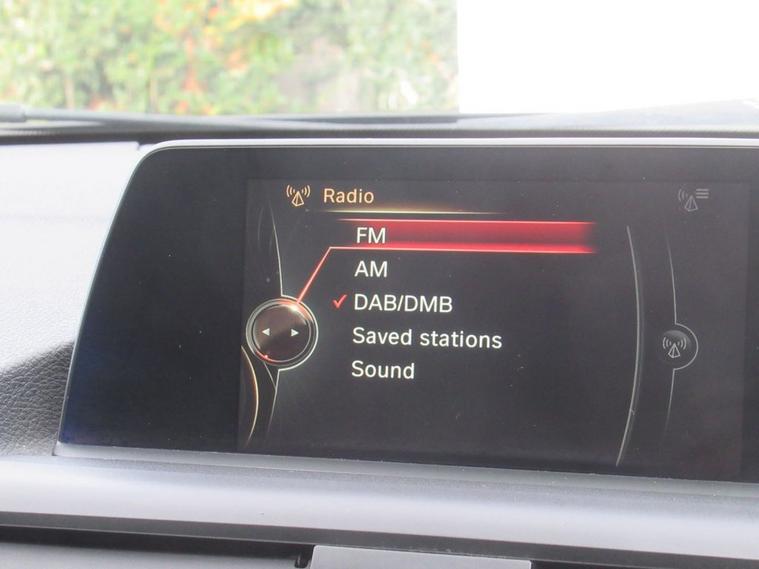 Radio
FM
AM
DAB/DMB
Saved stations
Sound